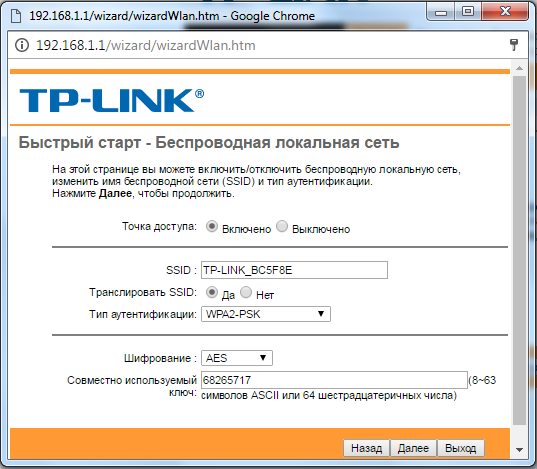 192.168.1.1/wizard/wizardWlan.htm - Google Chrome
192.168.1.1/wizard/wizardWlan.htm
TP-LINK®
Быстрый старт - Беспроводная локальная сеть
На этой странице вы можете включить/отключить беспроводную локальную сеть,
изменить имя беспроводной сети (SSID) и тип аутентификации.
Нажмите Далее, чтобы продолжить.
Точка доступа: Включено Выключено
SSID : TP-LINK_BC5F8E
Транслировать SSID: Да Нет
Тип аутентификации: WPA2-PSK
Шифрование : AES
Совместно используемый 68265717 (8~63
ключ: символов ASCII или 64 шестрадцатеричных числа)
Назад Далее Выход